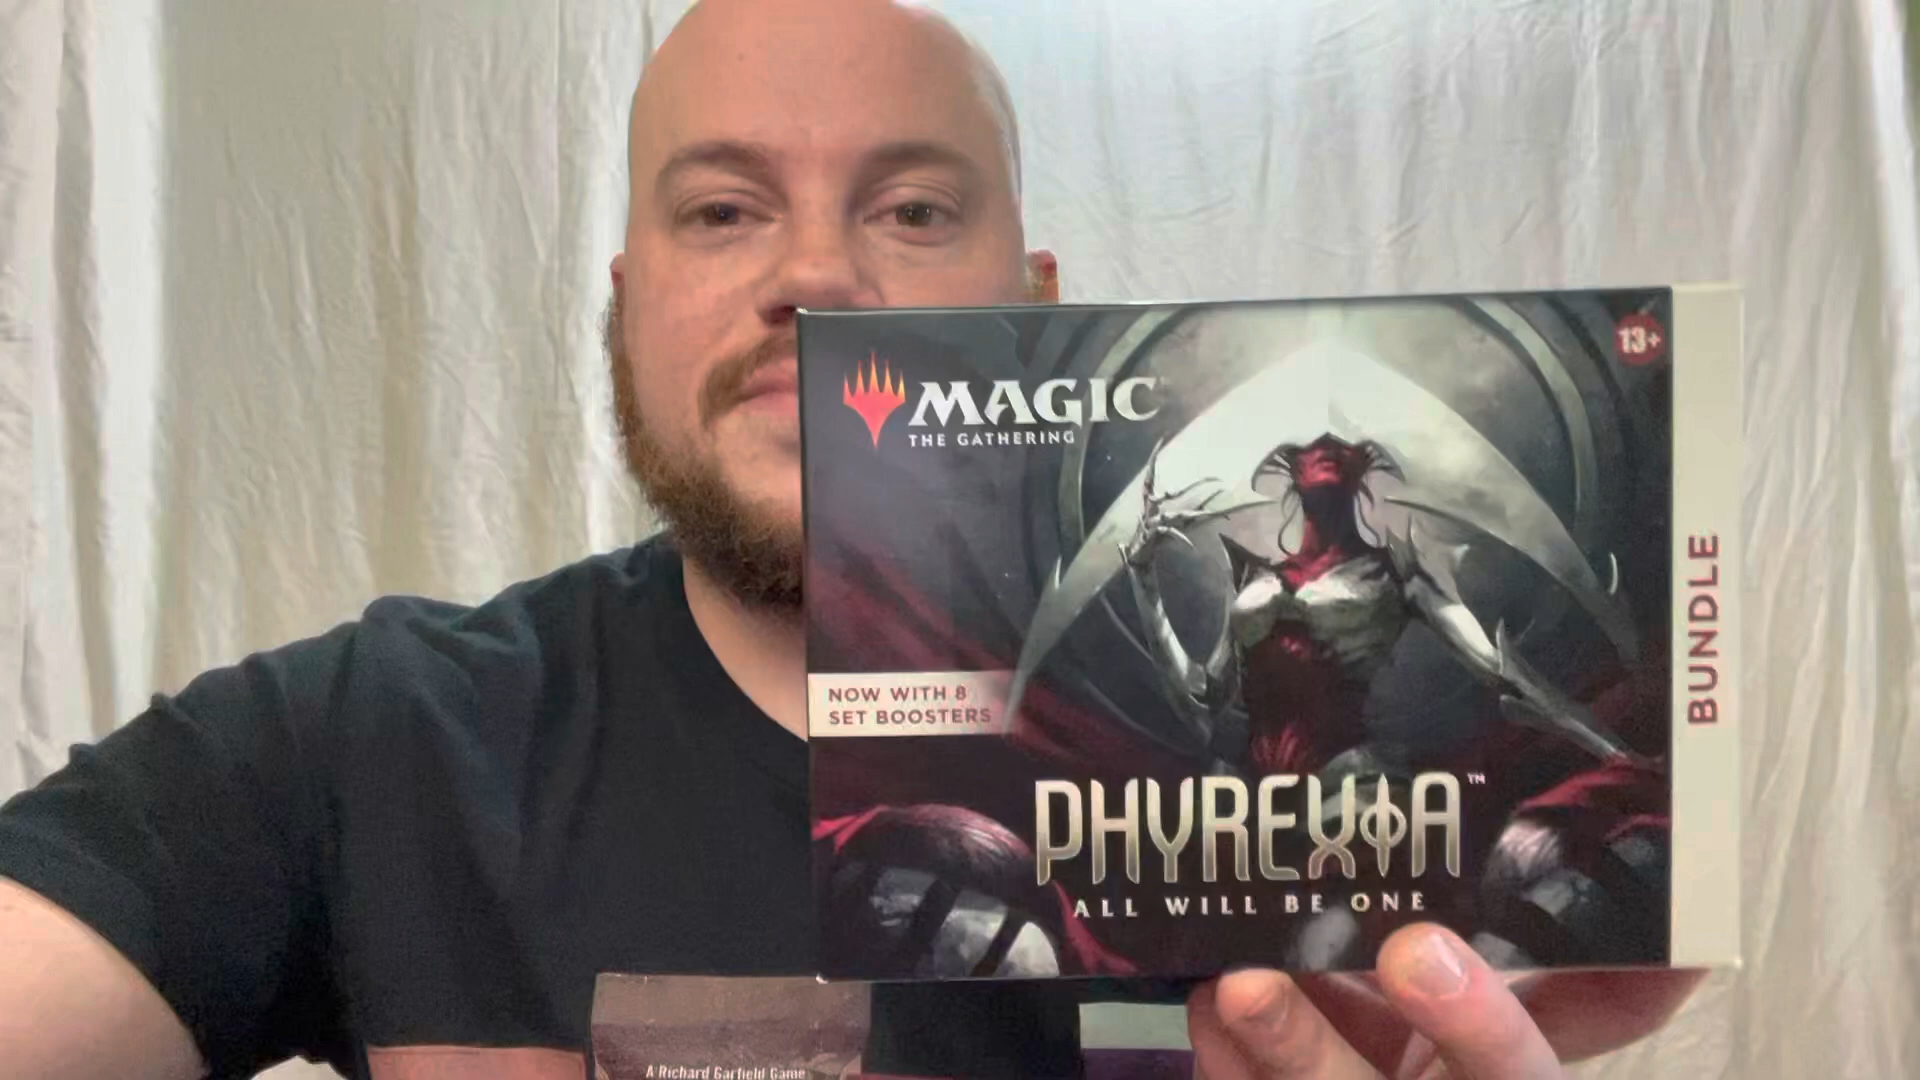 MAGIC
THE GATHERING
13+
NOW WITH 8
SET BOOSTERS
PHYREXIA™
ALL WILL BE ONE
BUNDLE
A Richard Garfield Game